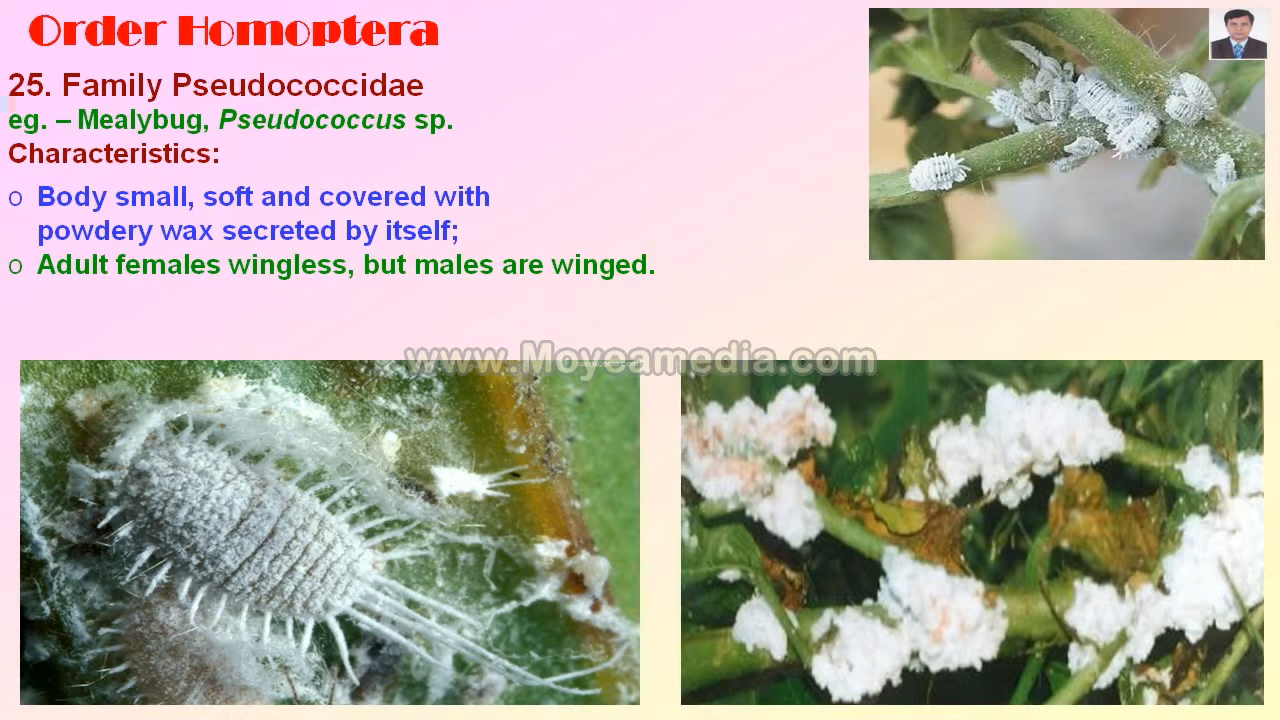 Order Homoptera
25. Family Pseudococcidae
eg. – Mealybug, Pseudococcus sp.
Characteristics:
o Body small, soft and covered with
powdery wax secreted by itself;
o Adult females wingless, but males are winged.
www.Moyeamedia.com